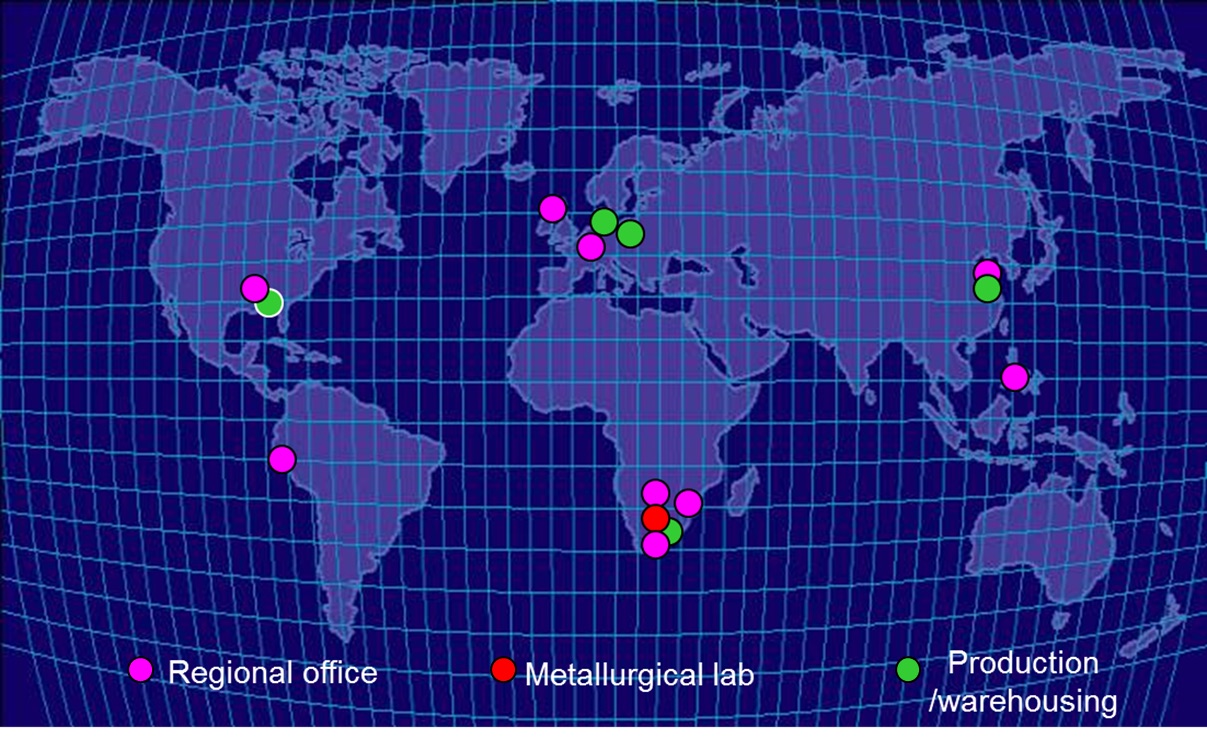 Regional office
Metallurgical lab
Production
/warehousing